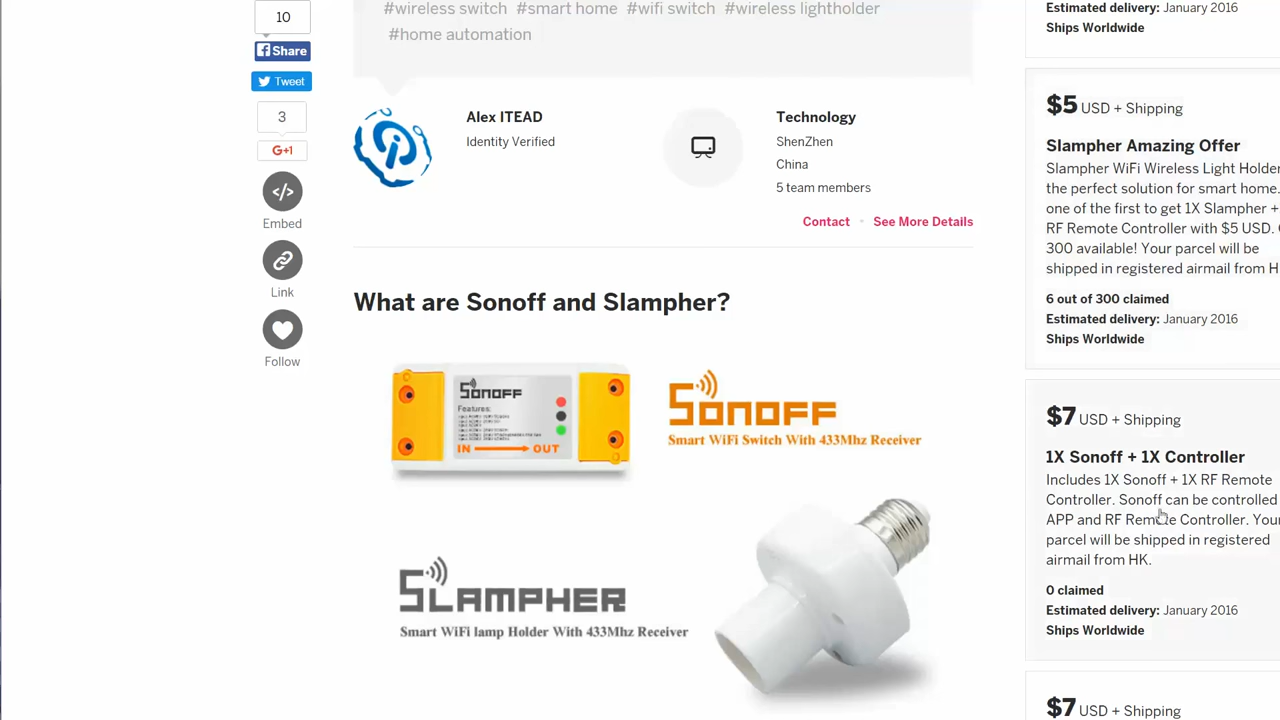 10
Share
Tweet
3
G+1
</>
Embed
Link
Follow
#wireless switch #smart home #wifi switch #wireless lightholder
#home automation
Alex ITEAD
Identity Verified
Technology
ShenZhen
China
5 team members
Contact
See More Details
What are Sonoff and Slampher?
SONOFF
Features:
IN OUT
SONOFF
Smart WiFi Switch With 433Mhz Receiver
SLAMPHER
Smart WiFi lamp Holder With 433Mhz Receiver
Estimated delivery: January 2016
Ships Worldwide
$5 USD + Shipping
Slampher Amazing Offer
Slampher WiFi Wireless Light Holder
the perfect solution for smart home.
one of the first to get 1X Slampher +
RF Remote Controller with $5 USD.
300 available! Your parcel will be
shipped in registered airmail from
6 out of 300 claimed
Estimated delivery: January 2016
Ships Worldwide
$7 USD + Shipping
1X Sonoff + 1X Controller
Includes 1X Sonoff + 1X RF Remote
Controller. Sonoff can be controlled
APP and RF Remote Controller.
parcel will be shipped in registered
airmail from HK.
0 claimed
Estimated delivery: January 2016
Ships Worldwide
$7 USD + Shipping